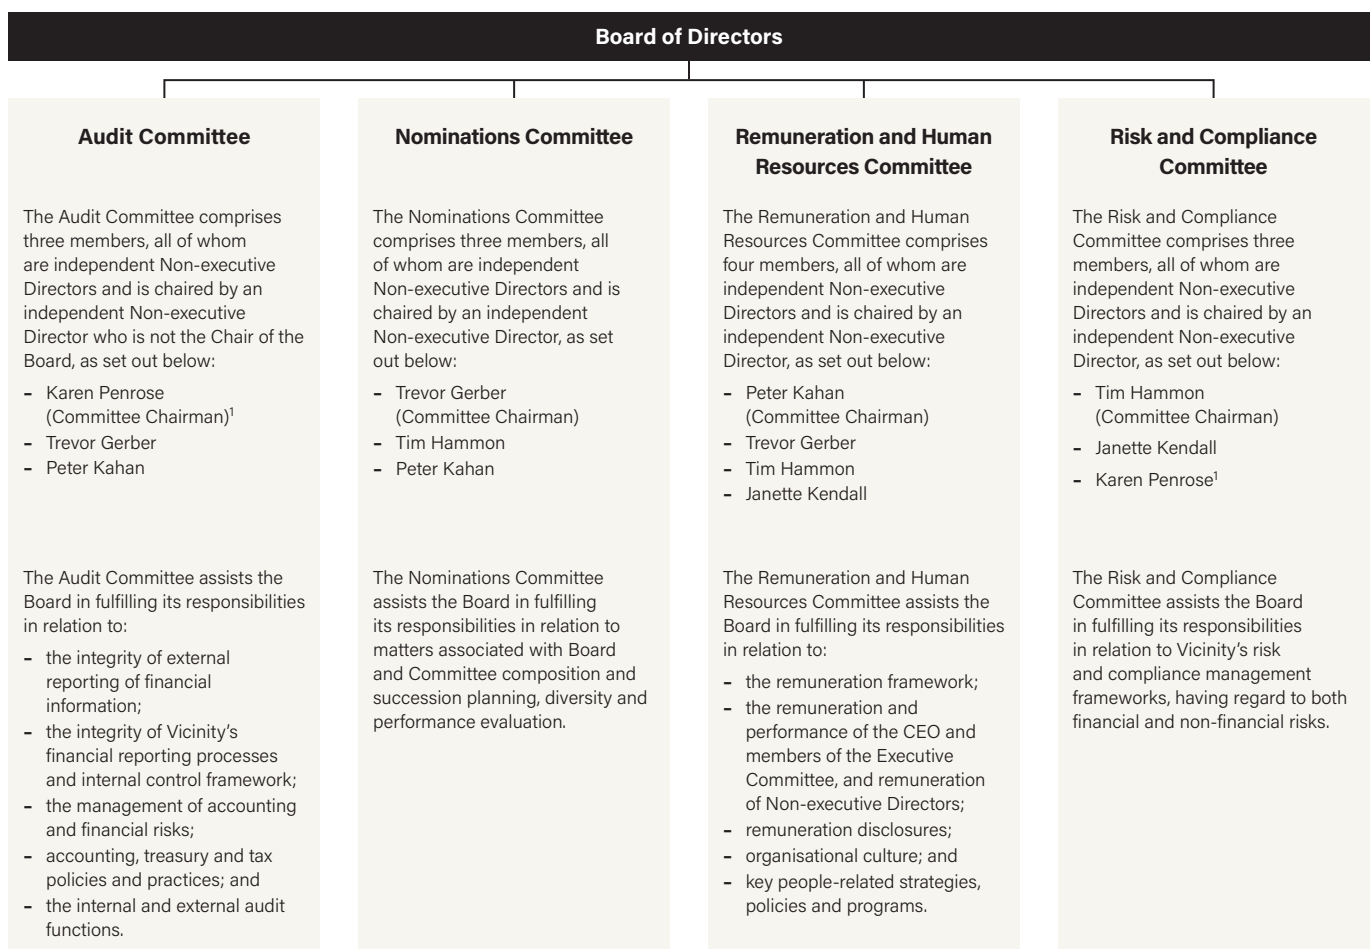 Board of Directors
Audit Committee
The Audit Committee comprises
three members, all of whom
are independent Non-executive
Directors and is chaired by an
independent Non-executive
Director who is not the Chair of the
Board, as set out below:
– Karen Penrose
(Committee Chairman)¹
– Trevor Gerber
– Peter Kahan
The Audit Committee assists the
Board in fulfilling its responsibilities
in relation to:
– the integrity of external
reporting of financial
information;
– the integrity of Vicinity’s
financial reporting processes
and internal control framework;
– the management of accounting
and financial risks;
– accounting, treasury and tax
policies and practices; and
– the internal and external audit
functions.
Nominations Committee
The Nominations Committee
comprises three members, all
of whom are independent
Non-executive Directors and is
chaired by an independent
Non-executive Director, as set
out below:
– Trevor Gerber
(Committee Chairman)
– Tim Hammon
– Peter Kahan
The Nominations Committee
assists the Board in fulfilling
its responsibilities in relation to
matters associated with Board
and Committee composition and
succession planning, diversity and
performance evaluation.
Remuneration and Human
Resources Committee
The Remuneration and Human
Resources Committee comprises
four members, all of whom are
independent Non-executive
Directors and is chaired by an
independent Non-executive
Director, as set out below:
– Peter Kahan
(Committee Chairman)
– Trevor Gerber
– Tim Hammon
– Janette Kendall
The Remuneration and Human
Resources Committee assists the
Board in fulfilling its responsibilities
in relation to:
– the remuneration framework;
– the remuneration and
performance of the CEO and
members of the Executive
Committee, and remuneration
of Non-executive Directors;
– remuneration disclosures;
– organisational culture; and
– key people-related strategies,
policies and programs.
Risk and Compliance
Committee
The Risk and Compliance
Committee comprises three
members, all of whom are
independent Non-executive
Directors and is chaired by an
independent Non-executive
Director, as set out below:
– Tim Hammon
(Committee Chairman)
– Janette Kendall
– Karen Penrose¹
The Risk and Compliance
Committee assists the Board
in fulfilling its responsibilities
in relation to Vicinity’s risk
and compliance management
frameworks, having regard to both
financial and non-financial risks.